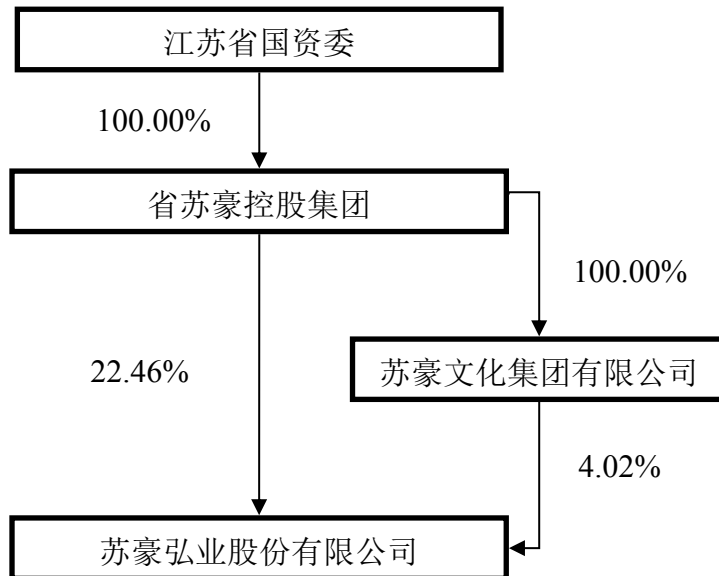 江苏省国资委
100.00%
省苏豪控股集团
100.00%
22.46%
苏豪文化集团有限公司
4.02%
苏豪弘业股份有限公司